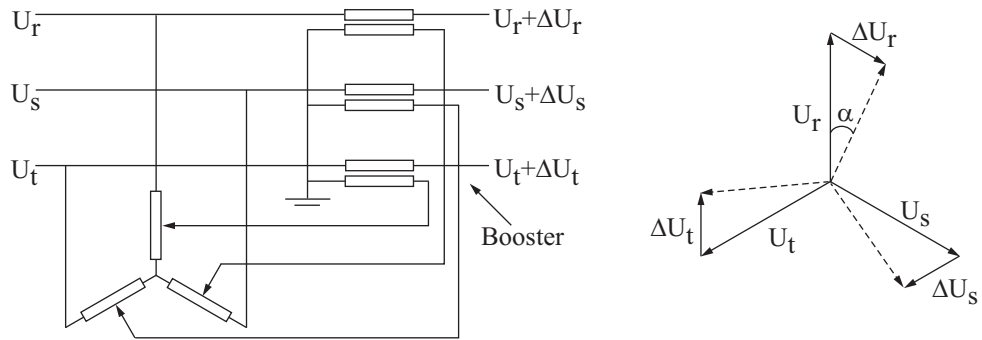 U_r
U_r+ΔU_r
U_s
U_s+ΔU_s
U_t
U_t+ΔU_t
Booster
ΔU_r
U_r
α
U_s
ΔU_t
U_t
ΔU_s